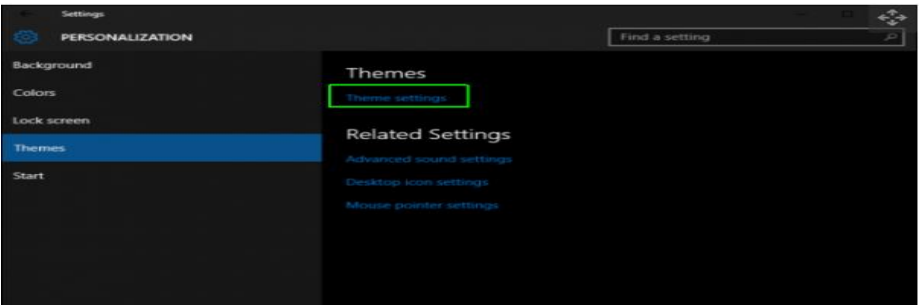 Settings
PERSONALIZATION
Find a setting
Background
Colors
Lock screen
Themes
Start
Themes
Theme settings
Related Settings
Advanced sound settings
Desktop icon settings
Mouse pointer settings